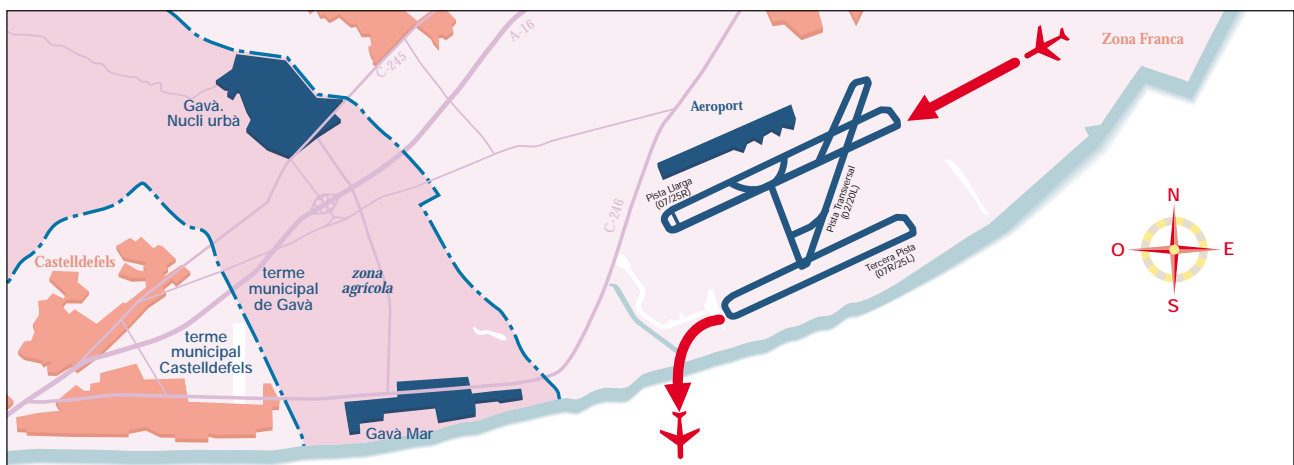 Gavà.
Nucli urbà
C-245
A-16
Aeroport
Zona Franca
Pista Llarga
(07/25R)
Pista Transversal
(02/20L)
Tercera Pista
(07R/25L)
C-246
Castelldefels
terme
municipal
de Gavà
zona
agrícola
terme
municipal
Castelldefels
Gavà Mar
N
O
E
S